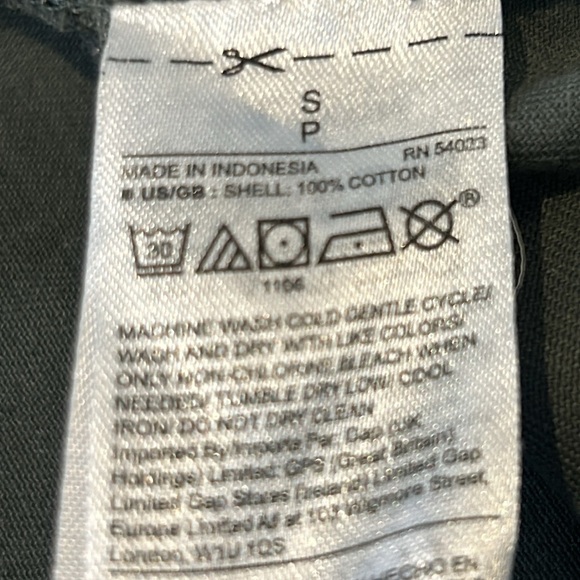 S
P
RN 54023
MADE IN INDONESIA
US/GB : SHELL: 100% COTTON
30
®
1106
MACHINE WASH COLD GENTLE CYCLE/
WASH AND DRY WITH LIKE COLORS/
ONLY NON-CHLORINE BLEACH WHEN
NEEDED/ TUMBLE DRY LOW/ COOL
IRON/ DO NOT DRY CLEAN
Imported By/Importe Par: Gap (UK
Holdings) Limited; GPS (Great Britain)
Limited Gap Stores (Ireland) Limited Gap
Europe Limited All at Wigmore Street,
London, W1U 1QS
HECHO EN